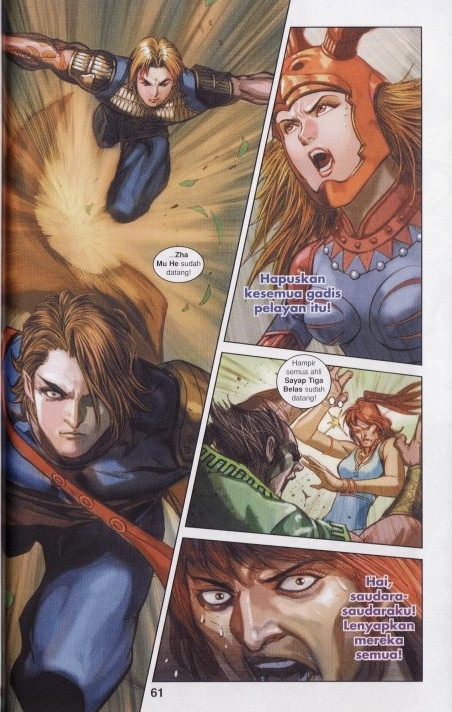 ...Zha
Mu He sudah
datang!
Hapuskan
kesemua gadis
pelayan itu!
Hampir
semua ahli
Sayap Tiga
Belas sudah
datang!
Hai,
saudara-
saudaraku!
Lenyapkan
mereka
semua!
61